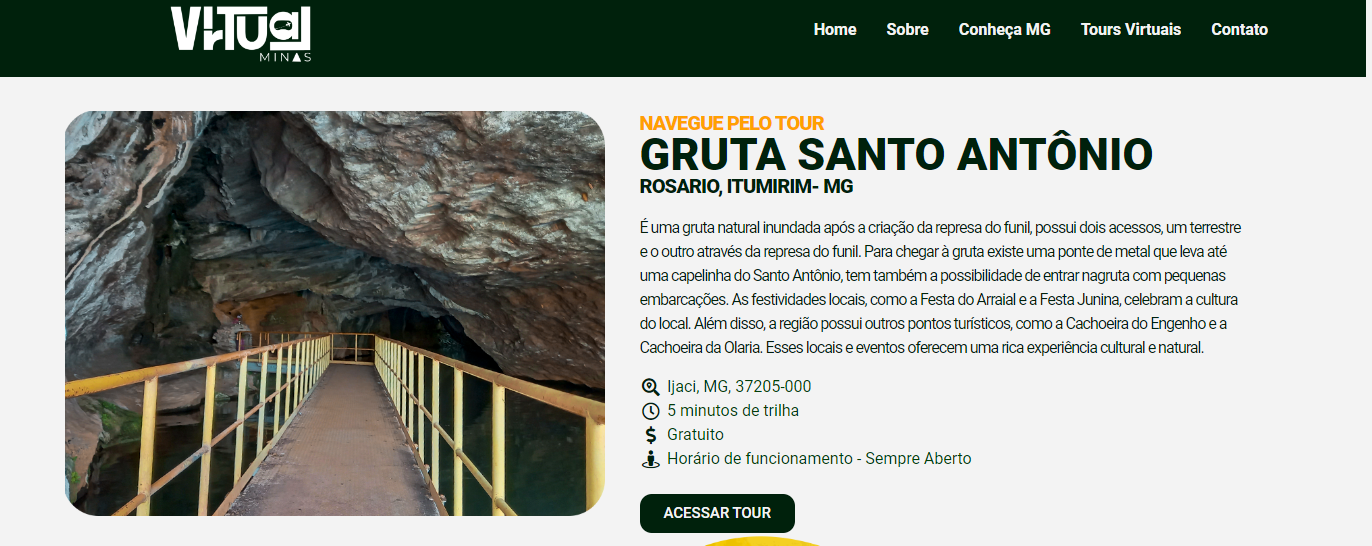 VIrTUal
MINAS
Home Sobre Conheça MG Tours Virtuais Contato
NAVEGUE PELO TOUR
GRUTA SANTO ANTÔNIO
ROSARIO, ITUMIRIM- MG
É uma gruta natural inundada após a criação da represa do funil, possui dois acessos, um terrestre
e o outro através da represa do funil. Para chegar à gruta existe uma ponte de metal que leva até
uma capelinha do Santo Antônio, tem também a possibilidade de entrar nagruta com pequenas
embarcações. As festividades locais, como a Festa do Arraial e a Festa Junina, celebram a cultura
do local. Além disso, a região possui outros pontos turísticos, como a Cachoeira do Engenho e a
Cachoeira da Olaria. Esses locais e eventos oferecem uma rica experiência cultural e natural.
Ijaci, MG, 37205-000
5 minutos de trilha
Gratuito
Horário de funcionamento - Sempre Aberto
ACESSAR TOUR